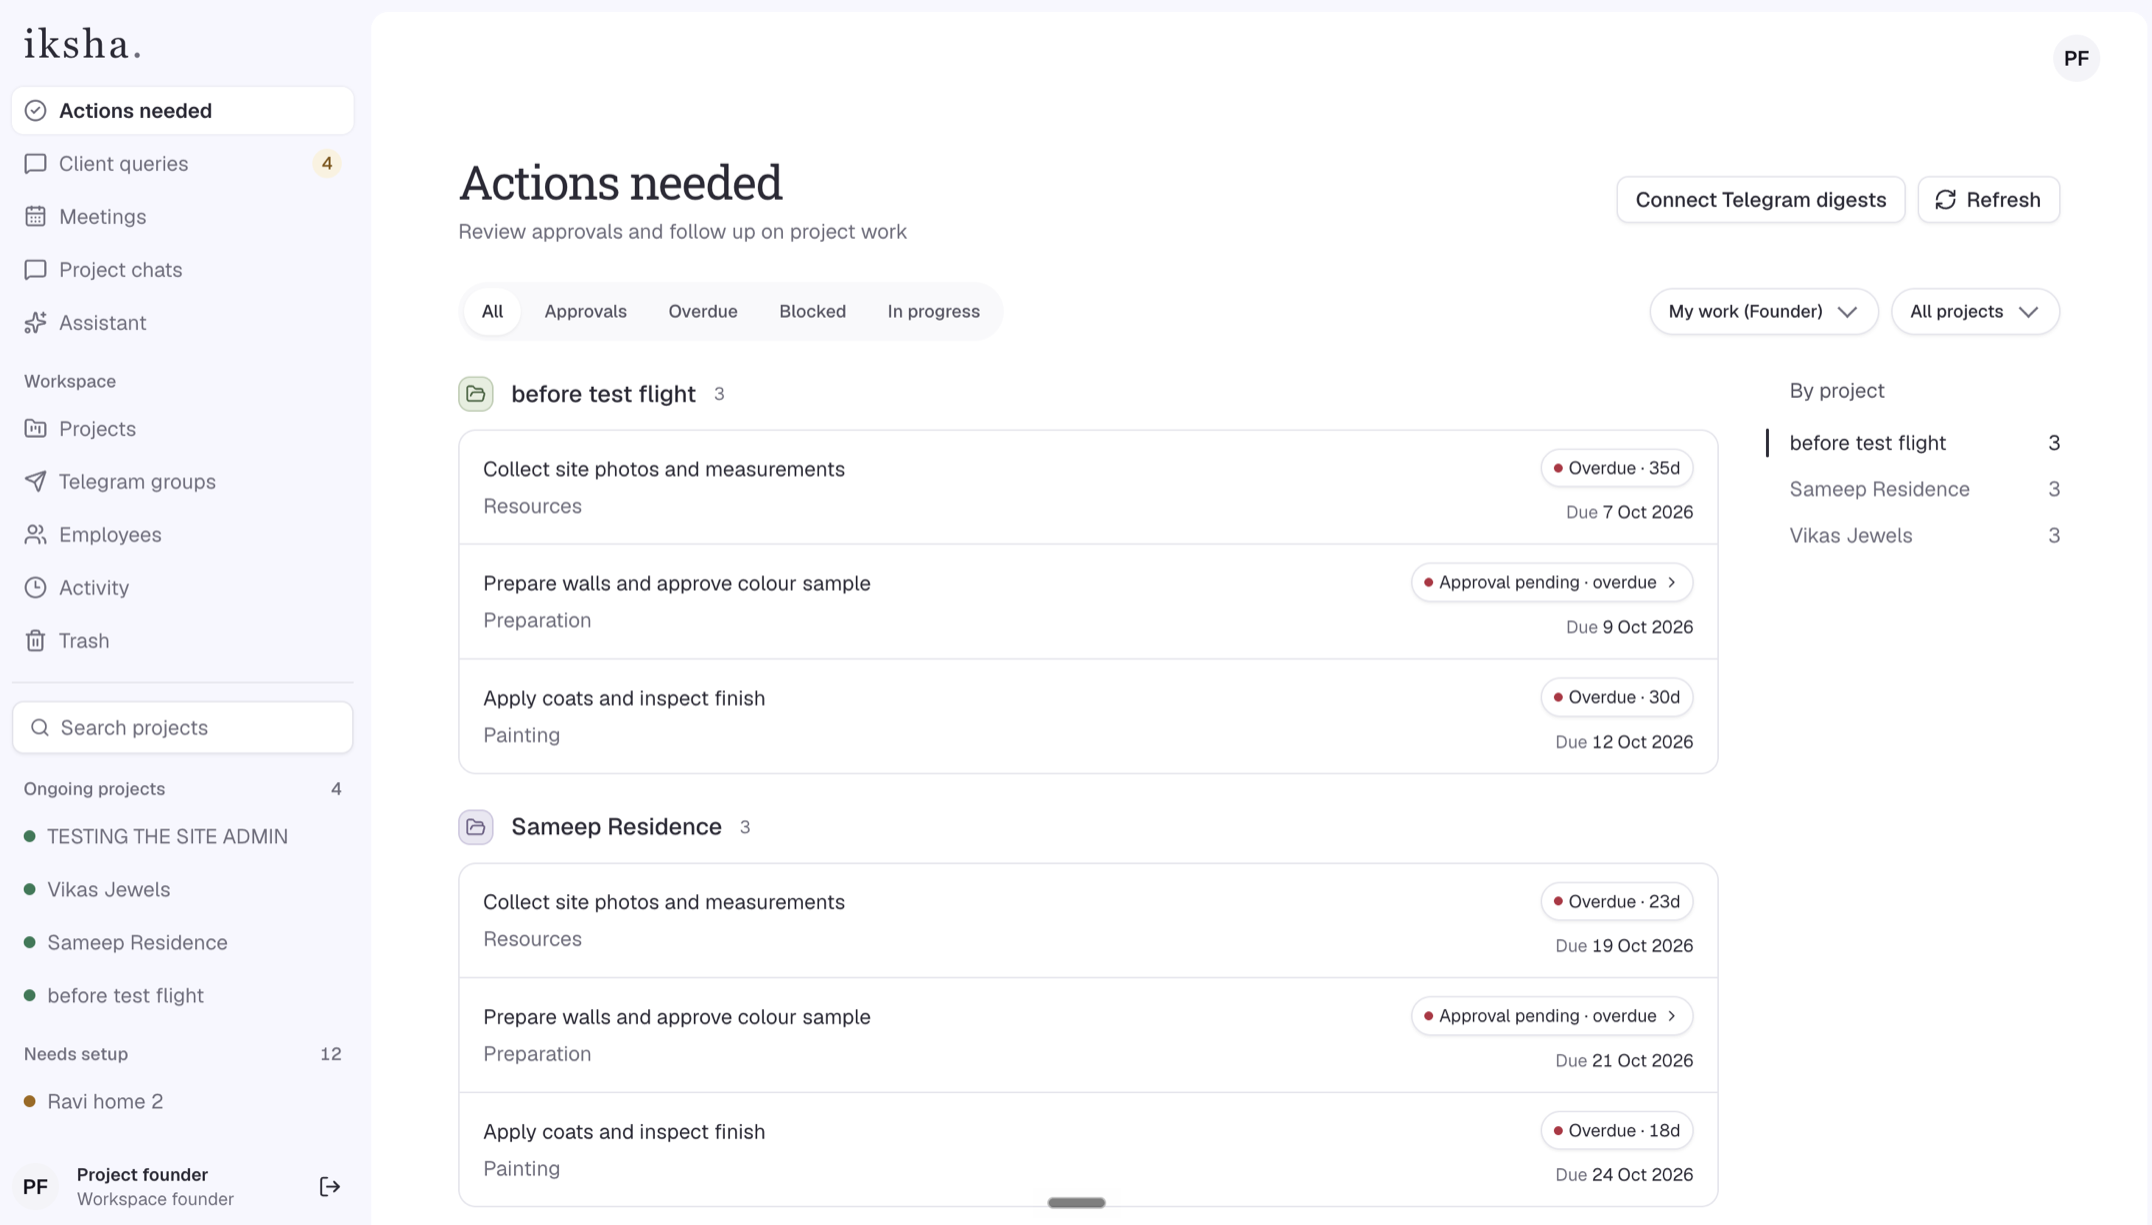 iksha.
Actions needed
Client queries 4
Meetings
Project chats
Assistant
Workspace
Projects
Telegram groups
Employees
Activity
Trash
Search projects
Ongoing projects 4
TESTING THE SITE ADMIN
Vikas Jewels
Sameep Residence
before test flight
Needs setup 12
Ravi home 2
PF
Project founder
Workspace founder
PF
Actions needed
Review approvals and follow up on project work
Connect Telegram digests
Refresh
All Approvals Overdue Blocked In progress
My work (Founder)
All projects
before test flight 3
Collect site photos and measurements
Overdue · 35d
Resources
Due 7 Oct 2026
Prepare walls and approve colour sample
Approval pending · overdue
Preparation
Due 9 Oct 2026
Apply coats and inspect finish
Overdue · 30d
Painting
Due 12 Oct 2026
Sameep Residence 3
Collect site photos and measurements
Overdue · 23d
Resources
Due 19 Oct 2026
Prepare walls and approve colour sample
Approval pending · overdue
Preparation
Due 21 Oct 2026
Apply coats and inspect finish
Overdue · 18d
Painting
Due 24 Oct 2026
By project
before test flight 3
Sameep Residence 3
Vikas Jewels 3